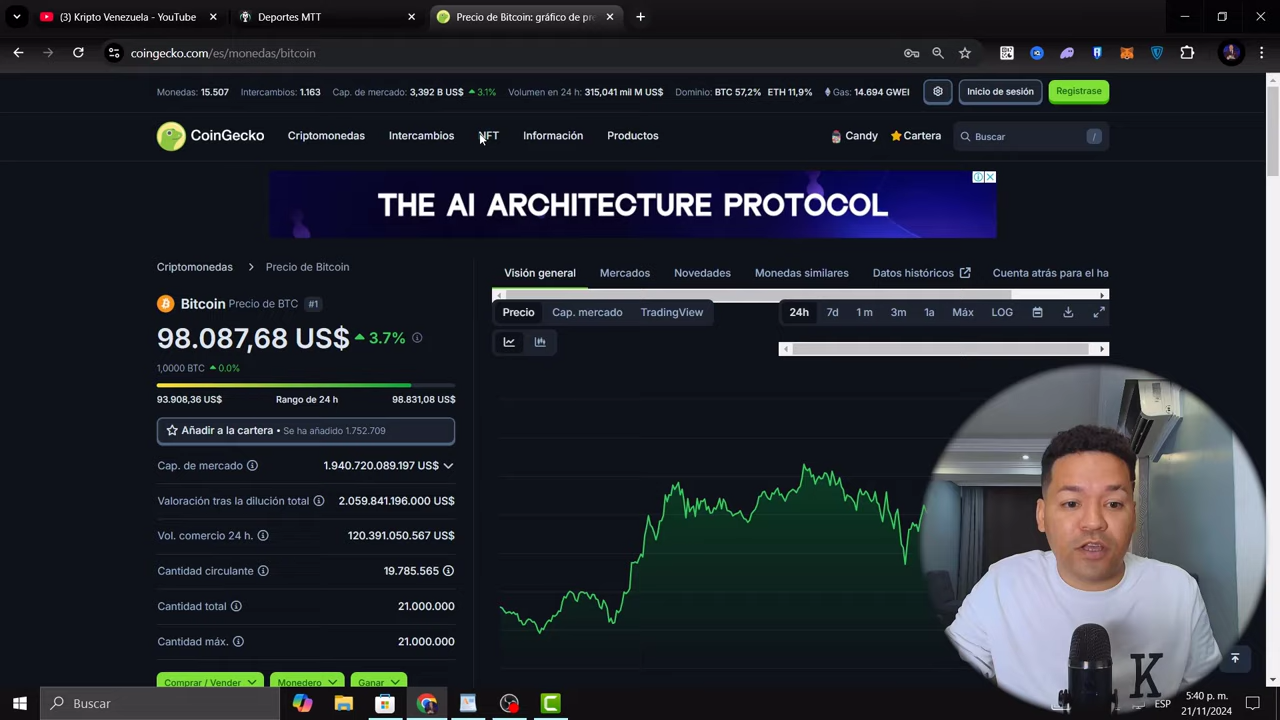 (3) Kripto Venezuela - YouTube
Deportes MTT
Precio de Bitcoin: gráfico de pr
coingecko.com/es/monedas/bitcoin
Monedas: 15.507 Intercambios: 1.163 Cap. de mercado: 3,392 B US$ 3.1% Volumen en 24 h: 315,041 mil M US$ Dominio: BTC 57,2% ETH 11,9% Gas: 14.694 GWEI
Inicio de sesión
Regístrase
CoinGecko
Criptomonedas Intercambios NFT Información Productos
Candy Cartera
Buscar /
THE AI ARCHITECTURE PROTOCOL
Criptomonedas > Precio de Bitcoin
Visión general Mercados Novedades Monedas similares Datos históricos Cuenta atrás para el ha
Bitcoin Precio de BTC #1
Precio Cap. mercado TradingView
24h 7d 1 m 3m 1a Máx LOG
98.087,68 US$ 3.7%
1,0000 BTC 0.0%
93.908,36 US$ Rango de 24 h 98.831,08 US$
Añadir a la cartera • Se ha añadido 1.752.709
Cap. de mercado 1.940.720.089.197 US$
Valoración tras la dilución total 2.059.841.196.000 US$
Vol. comercio 24 h. 120.391.050.567 US$
Cantidad circulante 19.785.565
Cantidad total 21.000.000
Cantidad máx. 21.000.000
Comprar / Vender Monedero Ganar
K
Buscar
ESP
5:40 p. m.
21/11/2024